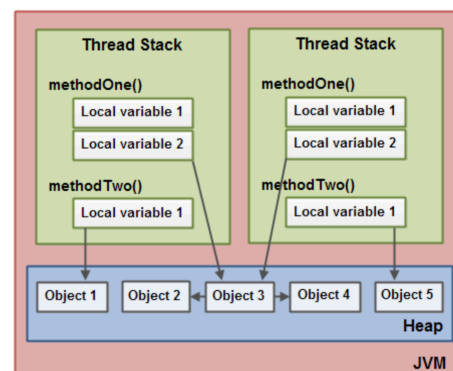 Thread Stack
methodOne()
Local variable 1
Local variable 2
methodTwo()
Local variable 1
Thread Stack
methodOne()
Local variable 1
Local variable 2
methodTwo()
Local variable 1
Object 1
Object 2
Object 3
Object 4
Object 5
Heap
JVM